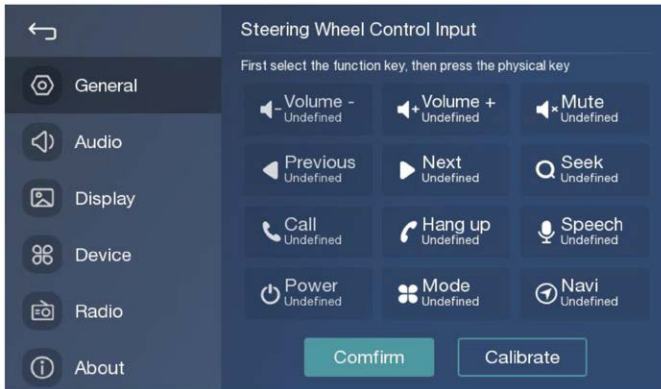 Steering Wheel Control Input
First select the function key, then press the physical key
General
Audio
Display
Device
Radio
About
Volume -
Undefined
Volume +
Undefined
Mute
Undefined
Previous
Undefined
Next
Undefined
Seek
Undefined
Call
Undefined
Hang up
Undefined
Speech
Undefined
Power
Undefined
Mode
Undefined
Navi
Undefined
Comfirm
Calibrate